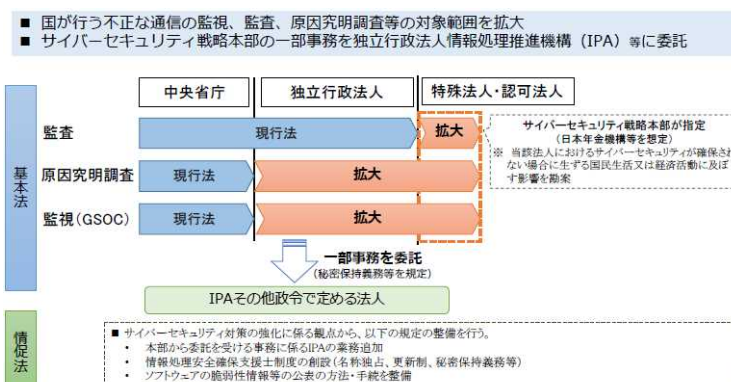 ■ 国が行う不正な通信の監視、監査、原因究明調査等の対象範囲を拡大
■ サイバーセキュリティ戦略本部の一部事務を独立行政法人情報処理推進機構（IPA）等に委託
中央省庁 独立行政法人 特殊法人・認可法人
基本法
監査 現行法 拡大
原因究明調査 現行法 拡大
監視(GSOC) 現行法 拡大
サイバーセキュリティ戦略本部が指定
(日本年金機構等を想定)
※ 当該法人におけるサイバーセキュリティが確保され
ない場合に生ずる国民生活又は経済活動に及ぼ
す影響を勘案
一部事務を委託
(秘密保持義務等を規定)
IPAその他政令で定める法人
情促法
■ サイバーセキュリティ対策の強化に係る観点から、以下の規定の整備を行う。
・ 本部から委託を受ける事務に係るIPAの業務追加
・ 情報処理安全確保支援士制度の創設(名称独占、更新制、秘密保持義務等)
・ ソフトウェアの脆弱性情報等の公表の方法・手続を整備